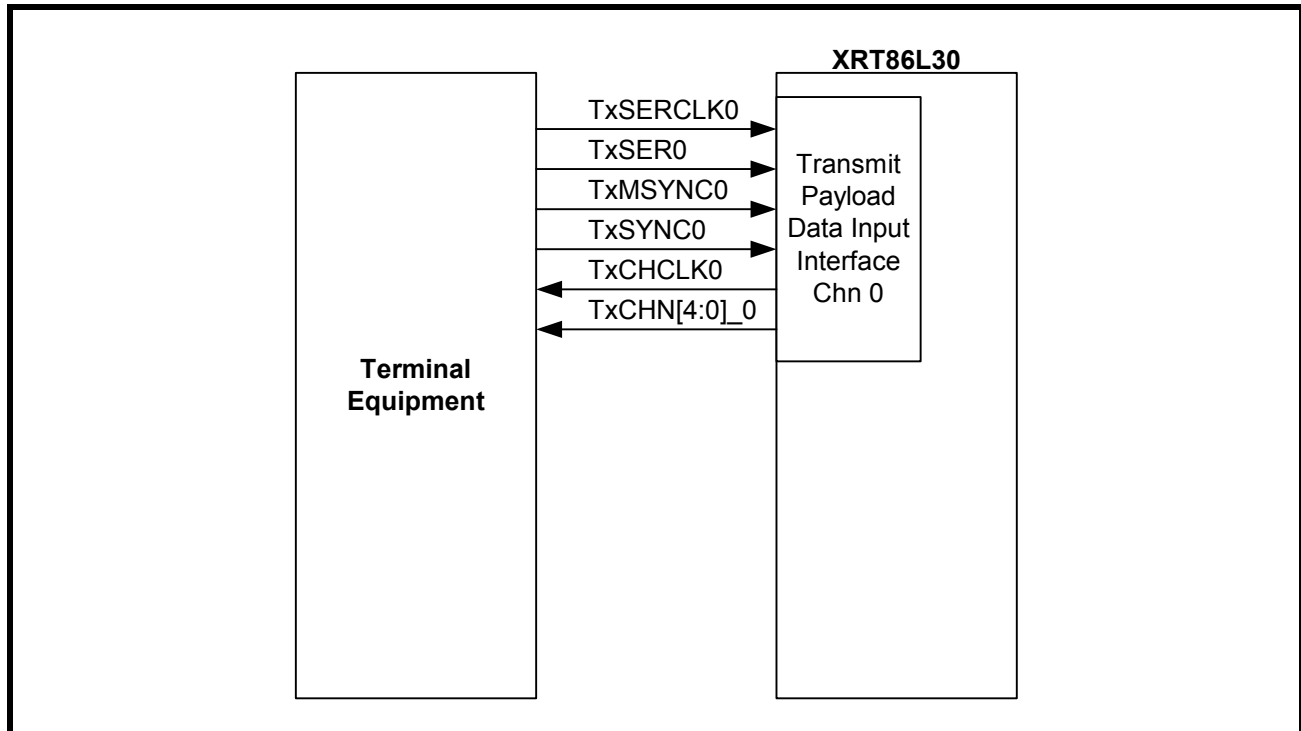 XRT86L30
TxSERCLK0
TxSER0
TxMSYNC0
TxSYNC0
TxCHCLK0
TxCHN[4:0]_0
Transmit
Payload
Data Input
Interface
Chn 0
Terminal
Equipment